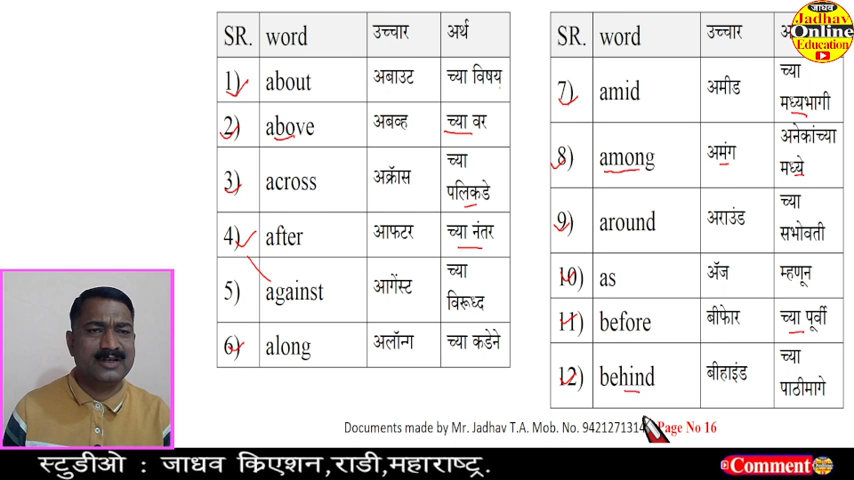 SR. word उच्चार अर्थ
1) about अबाउट च्या विषय
2) above अबव्ह च्या वर
3) across अक्रॅास च्या
पलिकडे
4) after आफटर च्या नंतर
5) against आगेंस्ट च्या
विरूध्द
6) along अलॉन्ग च्या कडेने
SR. word उच्चार
7) amid अमीड च्या
मध्यभागी
8) among अमंग अनेकांच्या
मध्ये
9) around अराउंड च्या
सभोवती
10) as ॲज म्हणून
11) before बीफेार च्या पूर्वी
12) behind बीहाइंड च्या
पाठीमागे
जाधव
Jadhav
Online
Education
Documents made by Mr. Jadhav T.A. Mob. No. 9421271314 Page No 16
स्टुडीओ : जाधव क्रिएशन,राडी,महाराष्ट्र.
Comment